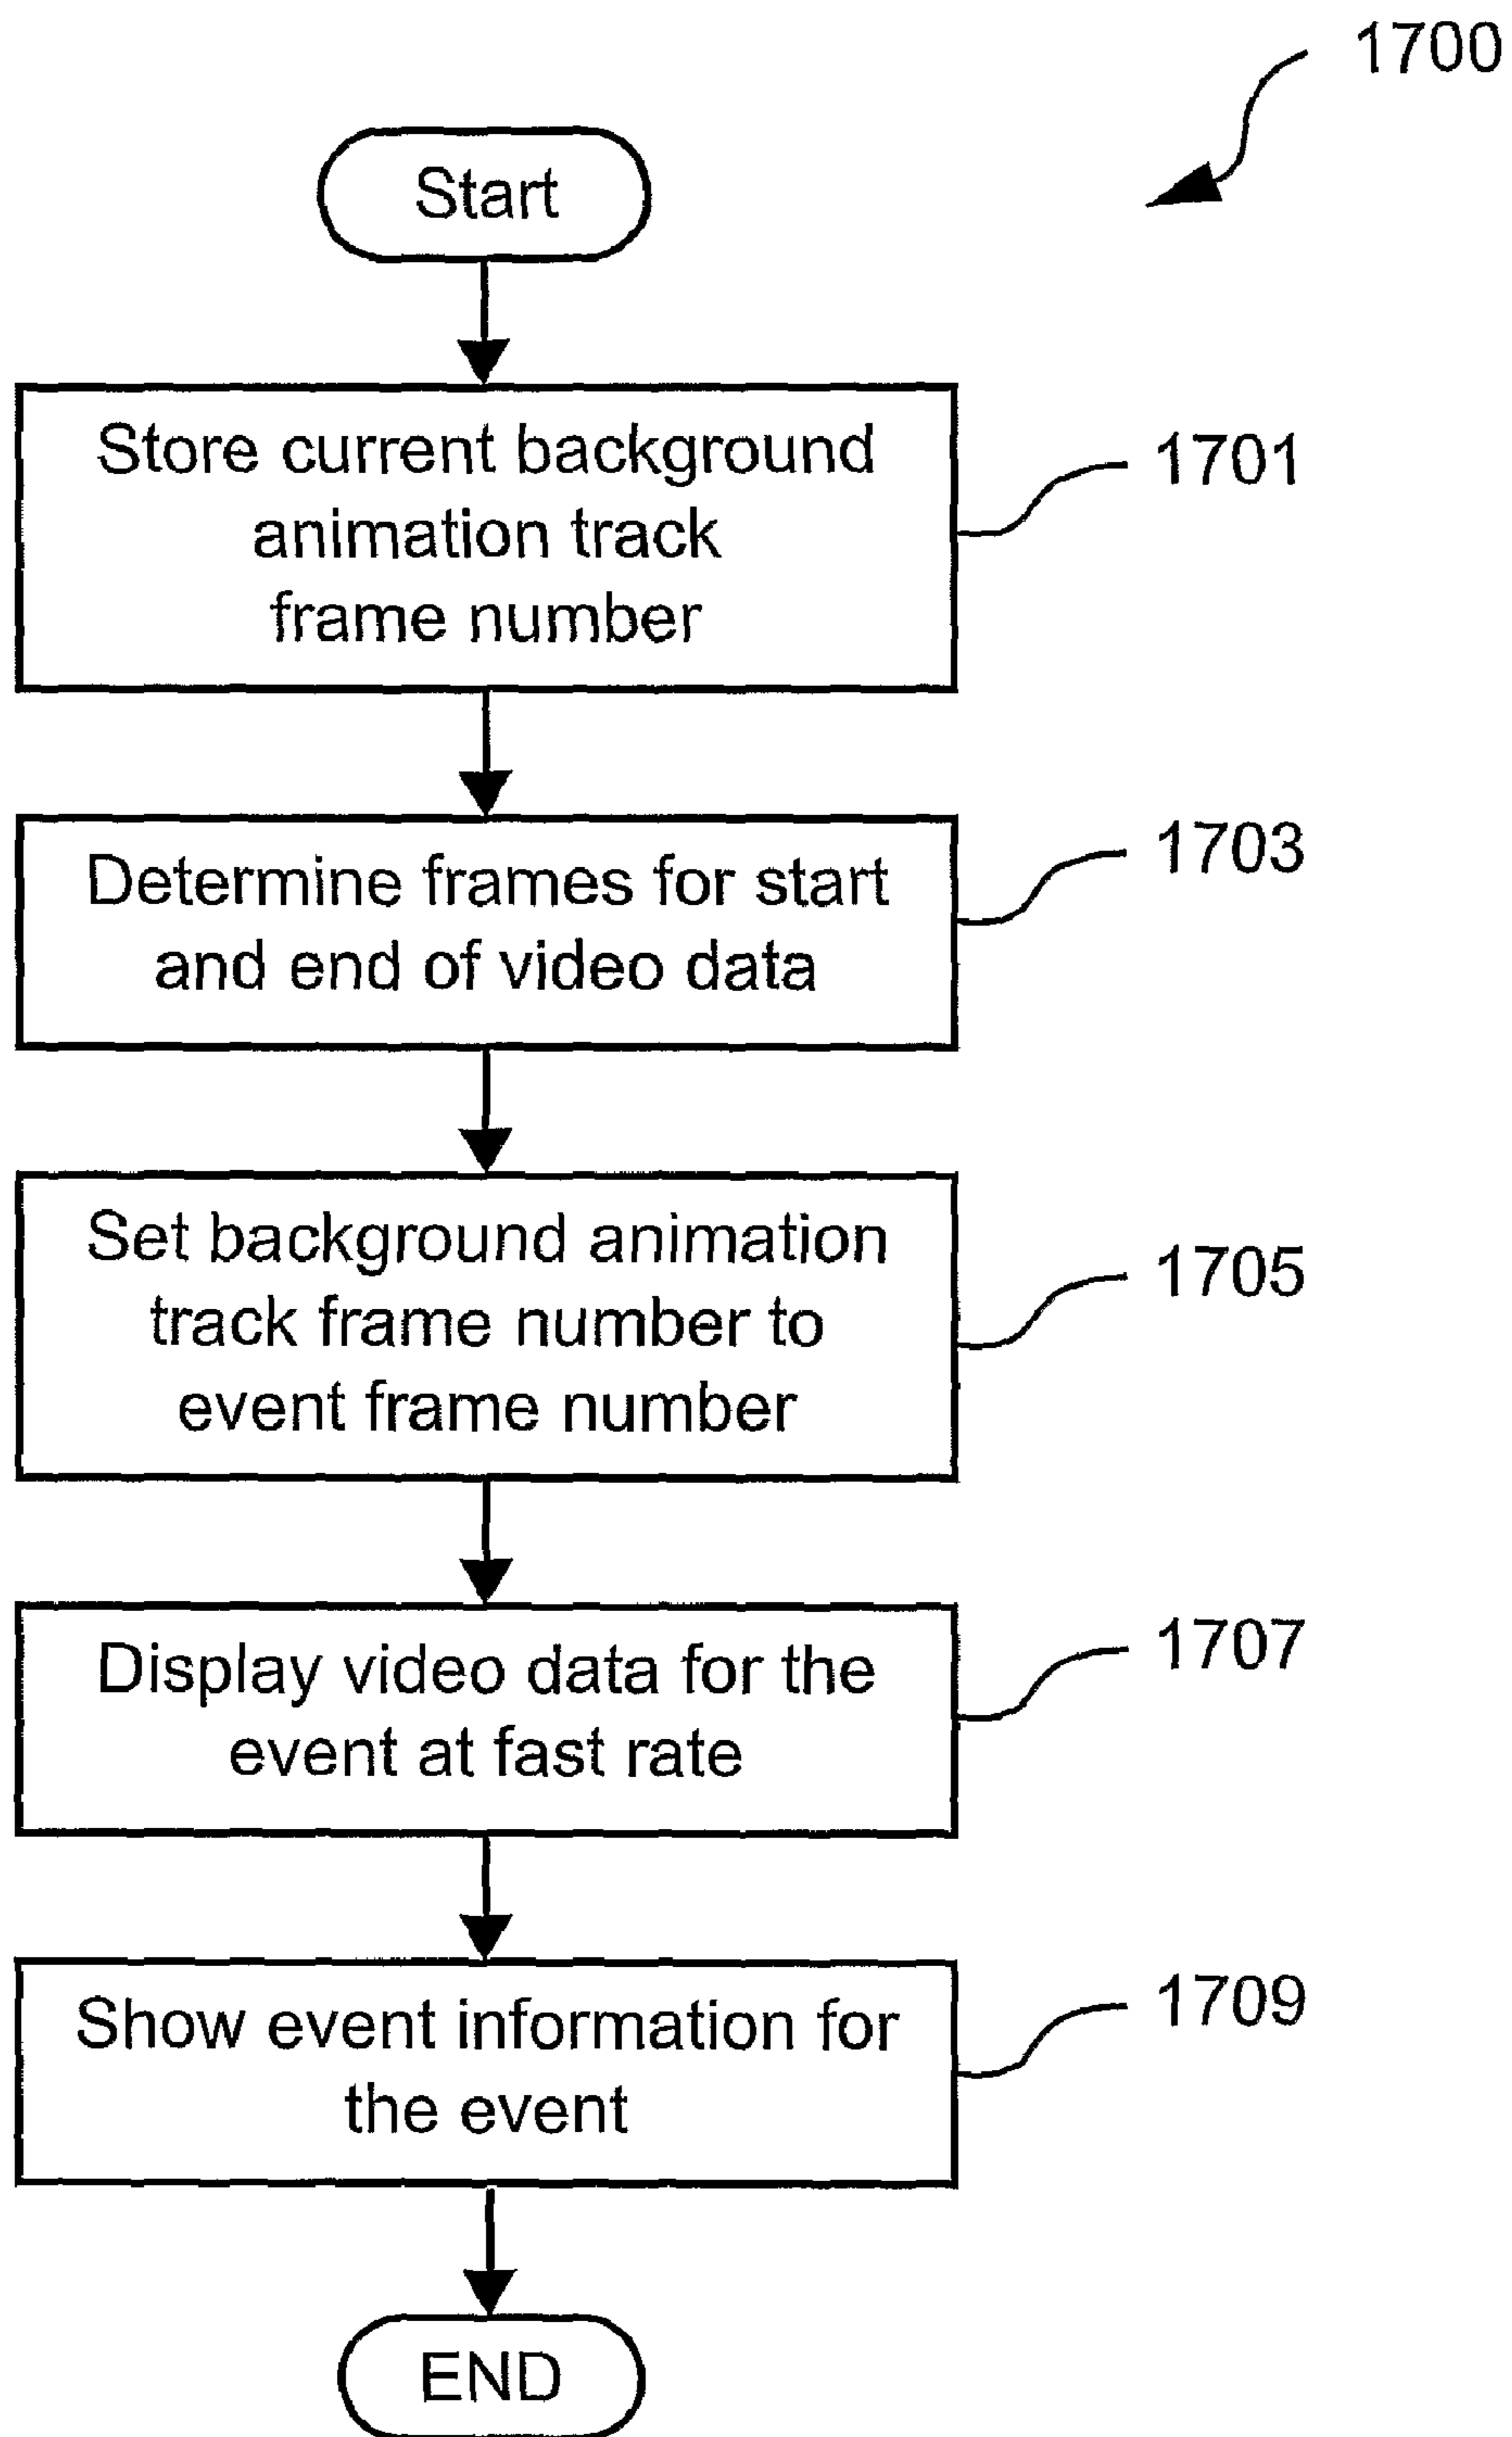 1700
Start
Store current background
animation track
frame number
1701
Determine frames for start
and end of video data
1703
Set background animation
track frame number to
event frame number
1705
Display video data for the
event at fast rate
1707
Show event information for
the event
1709
END